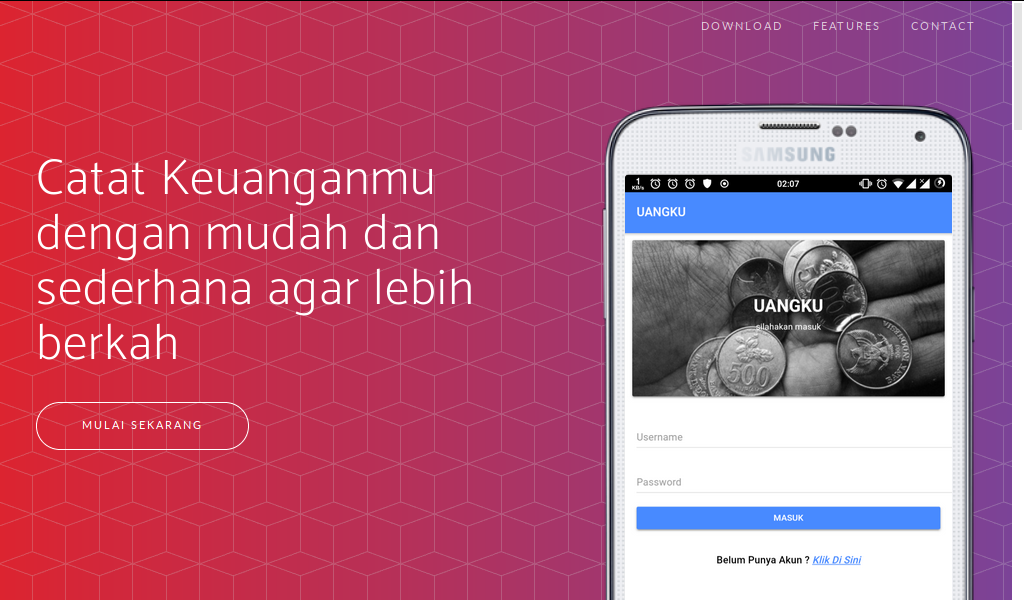 DOWNLOAD FEATURES CONTACT
Catat Keuanganmu
dengan mudah dan
sederhana agar lebih
berkah
MULAI SEKARANG
SAMSUNG
1
KB/s
02:07
UANGKU
UANGKU
silahakan masuk
500
Username
Password
MASUK
Belum Punya Akun ? Klik Di Sini